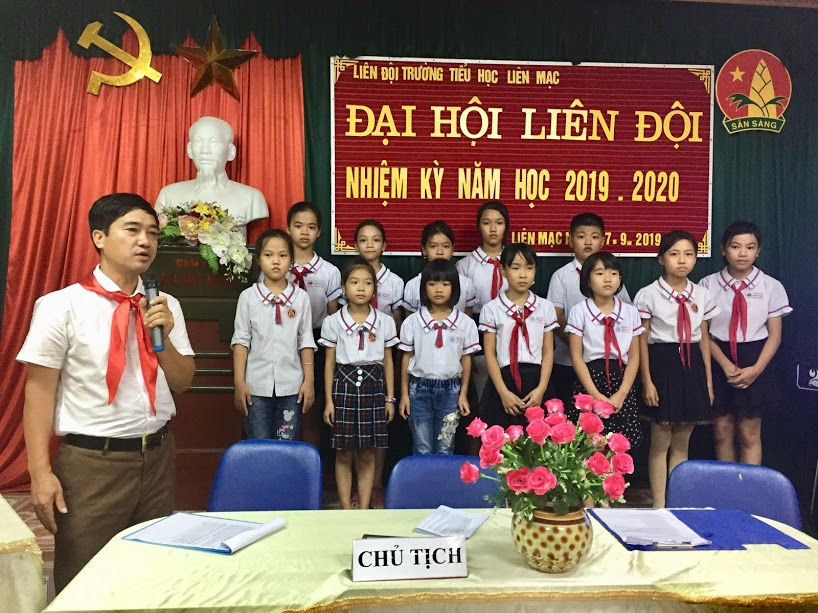 LIÊN ĐỘI TRƯỜNG TIỂU HỌC LIÊN MẠC
ĐẠI HỘI LIÊN ĐỘI
NHIỆM KỲ NĂM HỌC 2019 . 2020
LIÊN MẠC 7.9.2019
SẴN SÀNG
CHỦ TỊCH